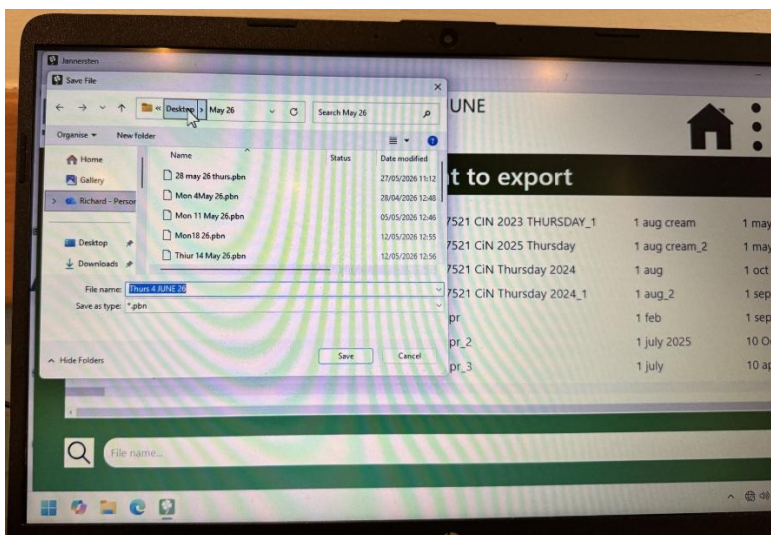 Jannersten
Save File
« Desktop > May 26
Search May 26
Organise
New folder
Home
Gallery
Richard - Person
Desktop
Downloads
Name
Status
Date modified
28 may 26 thurs.pbn
27/05/2026 11:12
Mon 4May 26.pbn
28/04/2026 12:48
Mon 11 May 26.pbn
05/05/2026 12:46
Mon18 26.pbn
12/05/2026 12:55
Thiur 14 May 26.pbn
12/05/2026 12:56
File name: Thurs 4 JUNE 26
Save as type: *.pbn
Hide Folders
Save
Cancel
UNE
t to export
7521 CIN 2023 THURSDAY_1
1 aug cream
1 may
7521 CiN 2025 Thursday
1 aug cream_2
1 may
7521 CiN Thursday 2024
1 aug
1 oct
7521 CiN Thursday 2024_1
1 aug_2
1 sep
pr
1 feb
1 sep
pr_2
1 july 2025
10 O
pr_3
1 july
10 ap
File name...